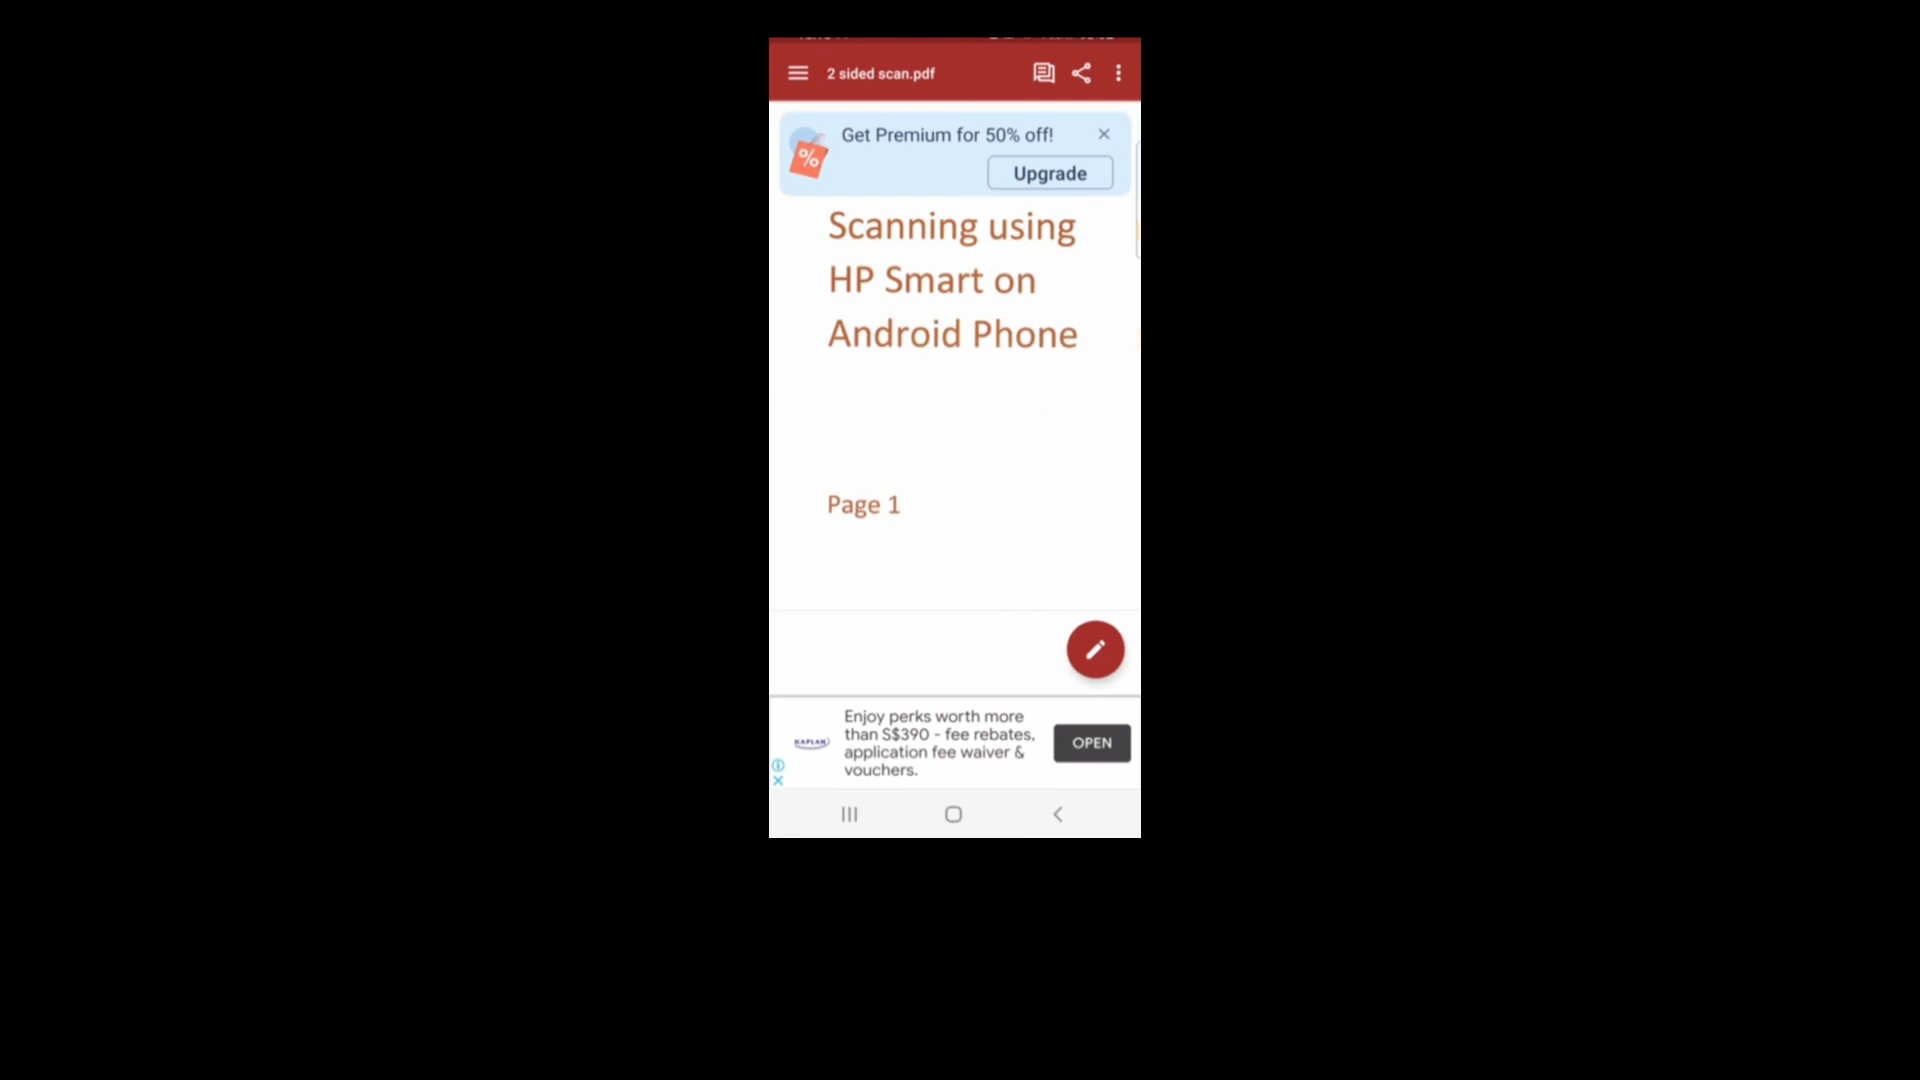 2 sided scan.pdf
Get Premium for 50% off!
%
Upgrade
Scanning using
HP Smart on
Android Phone
Page 1
Enjoy perks worth more
than S$390 - fee rebates,
application fee waiver &
vouchers.
KAPLAN
OPEN